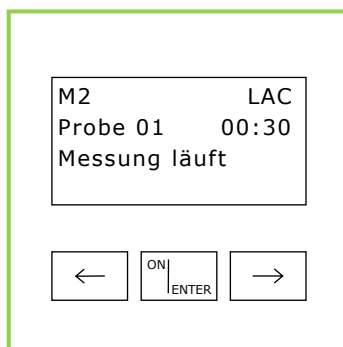 M2 LAC
Probe 01 00:30
Messung läuft
ON
ENTER